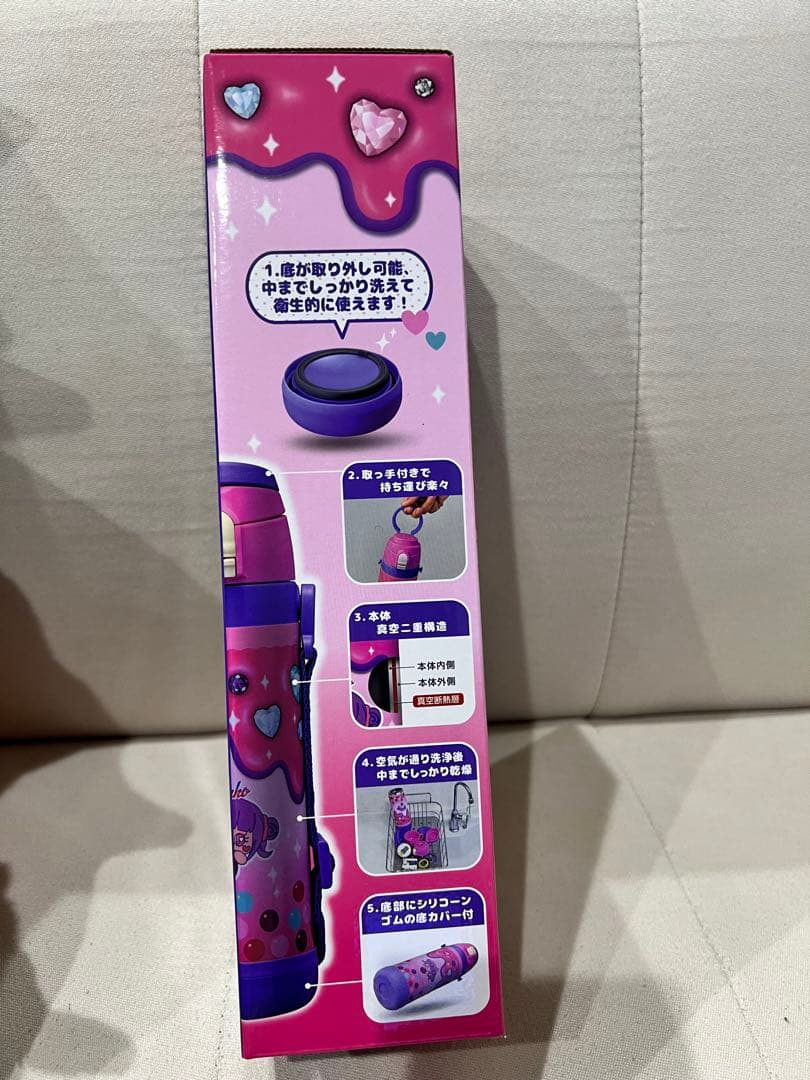 1.底が取り外し可能、
中までしっかり洗えて
衛生的に使えます！
2.取っ手付きで
持ち運び楽々
3.本体
真空二重構造
本体内側
本体外側
真空断熱層
4.空気が通り洗浄後
中までしっかり乾燥
5.底部にシリコーン
ゴムの底カバー付